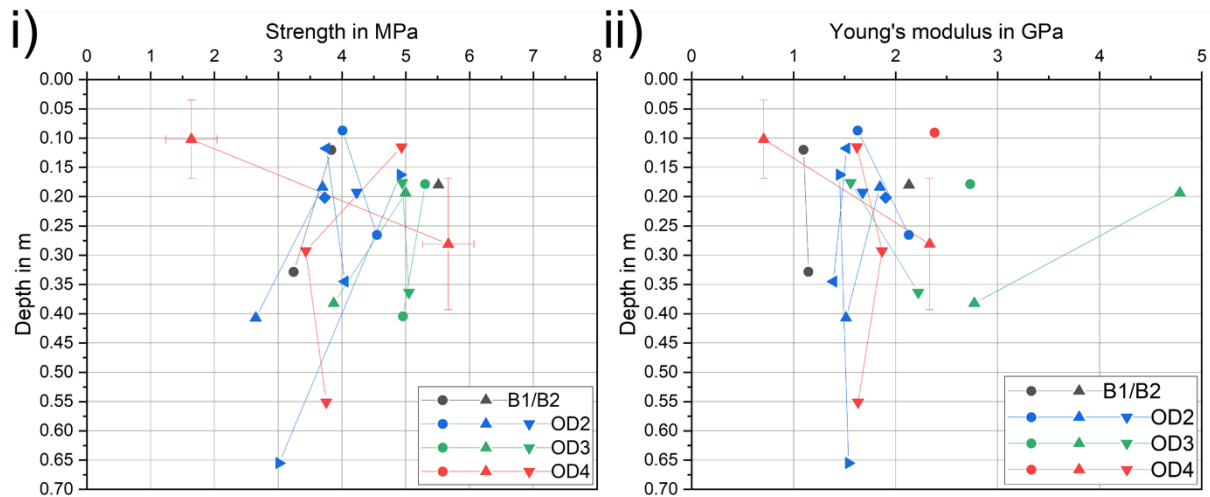 i)
Strength in MPa
0 1 2 3 4 5 6 7 8
0.00
0.05
0.10
0.15
0.20
0.25
0.30
0.35
0.40
0.45
0.50
0.55
0.60
0.65
0.70
Depth in m
B1/B2
OD2
OD3
OD4
ii)
Young's modulus in GPa
0 1 2 3 4 5
0.00
0.05
0.10
0.15
0.20
0.25
0.30
0.35
0.40
0.45
0.50
0.55
0.60
0.65
0.70
Depth in m
B1/B2
OD2
OD3
OD4